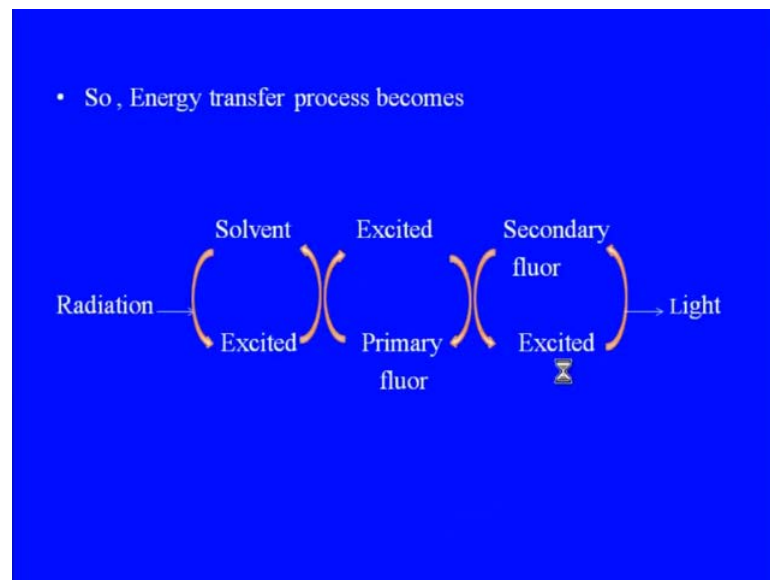 • So , Energy transfer process becomes
Solvent Excited Secondary
fluor
Radiation Light
Excited Primary Excited
fluor